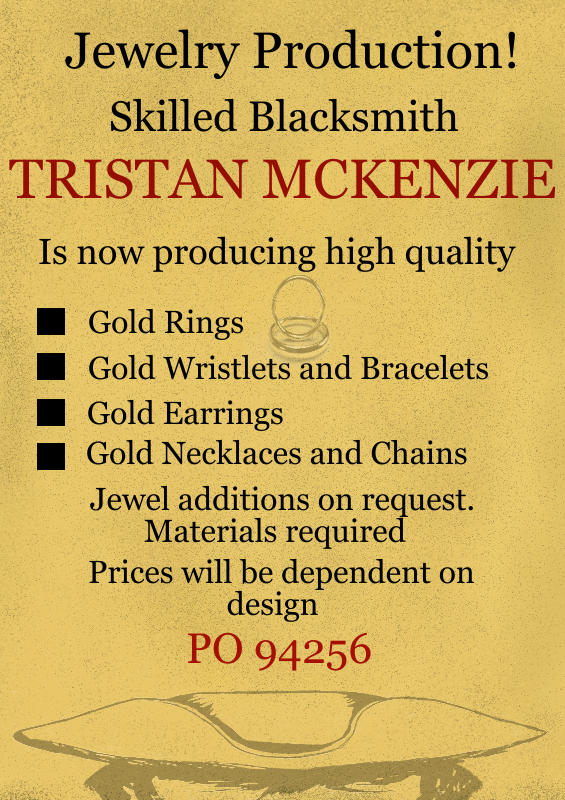 Jewelry Production!
Skilled Blacksmith
TRISTAN MCKENZIE
Is now producing high quality
Gold Rings
Gold Wristlets and Bracelets
Gold Earrings
Gold Necklaces and Chains
Jewel additions on request.
Materials required
Prices will be dependent on
design
PO 94256